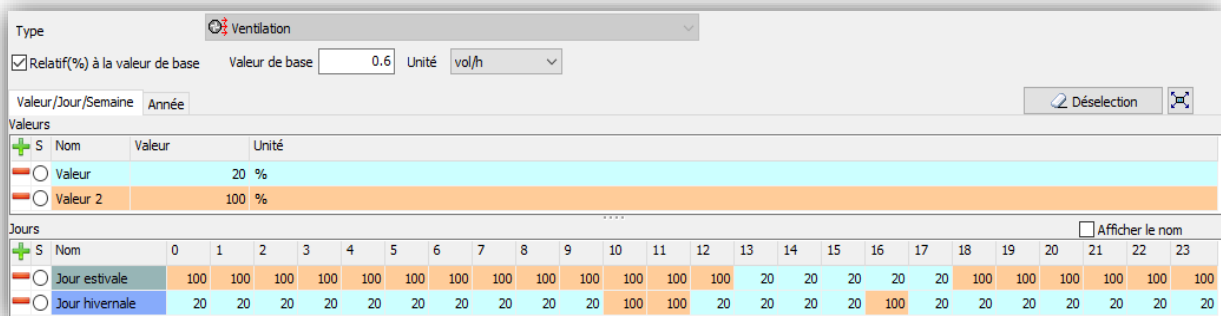 Type Ventilation
Relatif(%) à la valeur de base Valeur de base 0.6 Unité vol/h
Valeur/Jour/Semaine Année Déselection
Valeurs
S Nom Valeur Unité
Valeur 20 %
Valeur 2 100 %
Jours Afficher le nom
S Nom 0 1 2 3 4 5 6 7 8 9 10 11 12 13 14 15 16 17 18 19 20 21 22 23
Jour estivale 100 100 100 100 100 100 100 100 100 100 100 100 100 20 20 20 20 20 100 100 100 100 100 100
Jour hivernale 20 20 20 20 20 20 20 20 20 20 100 100 20 20 20 20 100 20 20 20 20 20 20 20